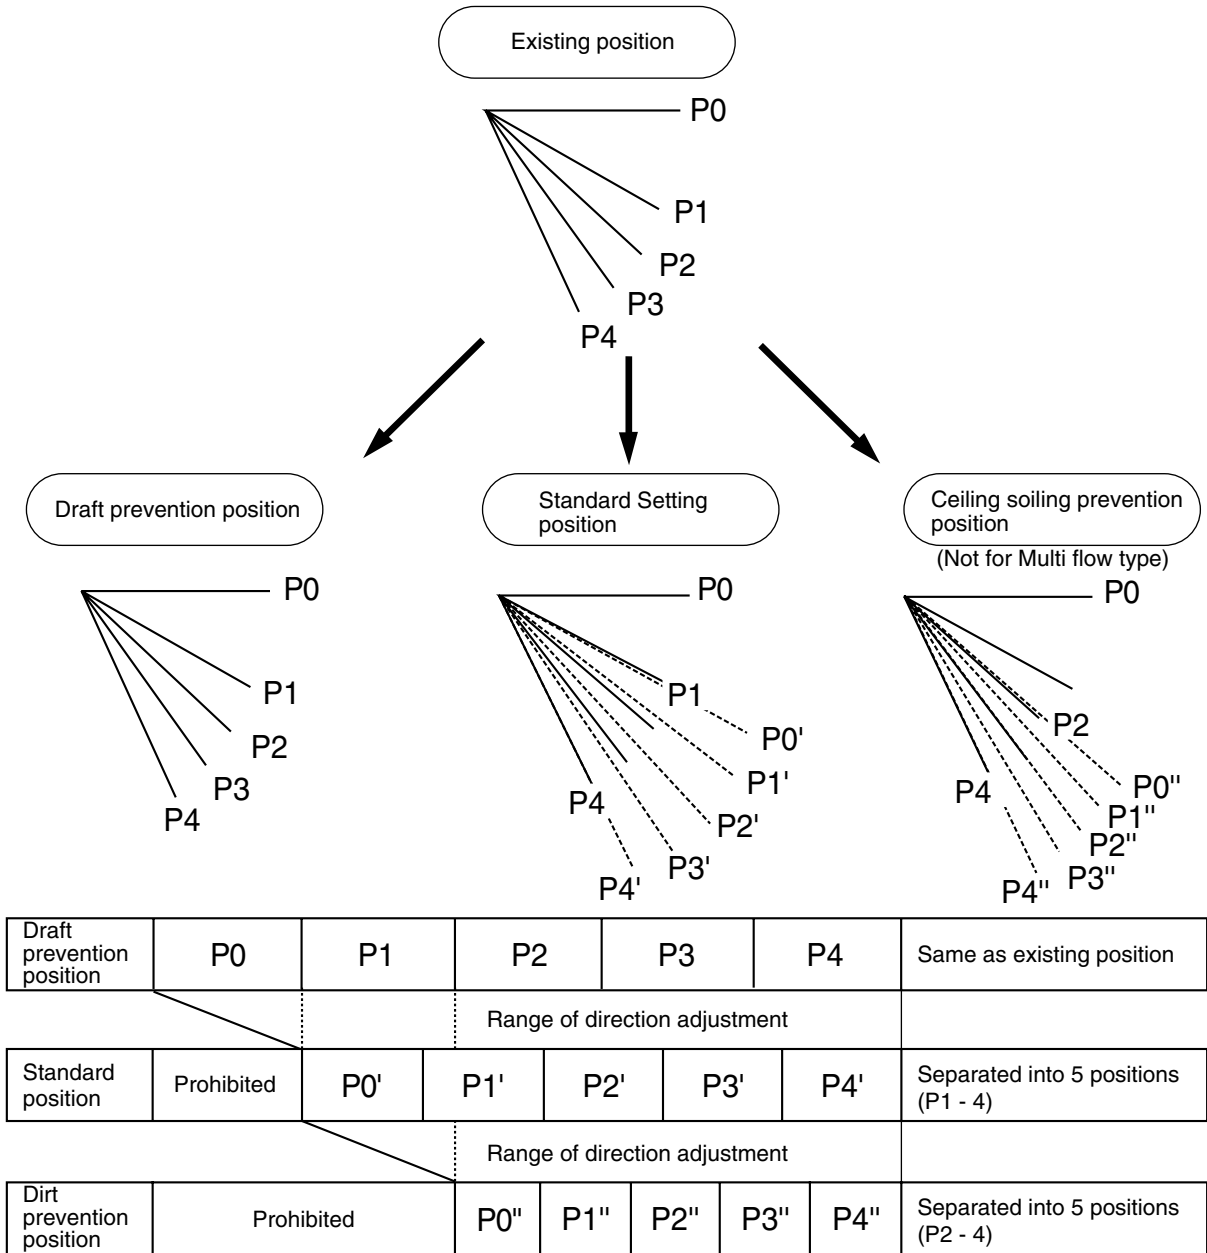 Existing position
P0
P1
P2
P3
P4
Draft prevention position
P0
P1
P2
P3
P4
Standard Setting
position
P0
P1
P0'
P1'
P4
P2'
P3'
P4'
Ceiling soiling prevention
position
(Not for Multi flow type)
P0
P2
P4
P0"
P1"
P2"
P3"
P4"
Draft
prevention
position
P0
P1
P2
P3
P4
Same as existing position
Range of direction adjustment
Standard
position
Prohibited
P0'
P1'
P2'
P3'
P4'
Separated into 5 positions
(P1 - 4)
Range of direction adjustment
Dirt
prevention
position
Prohibited
P0"
P1"
P2"
P3"
P4"
Separated into 5 positions
(P2 - 4)